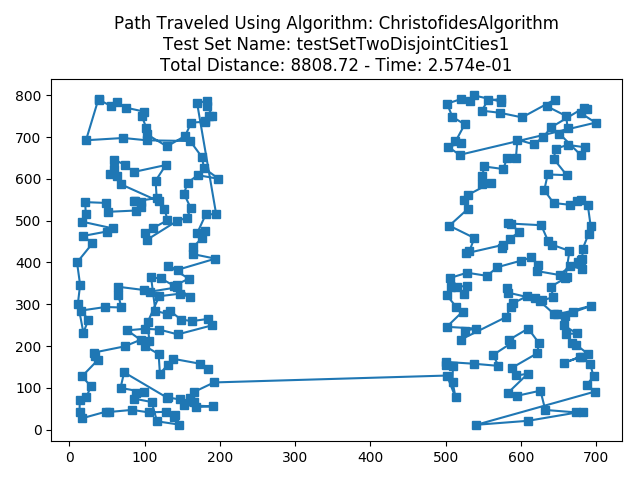 Path Traveled Using Algorithm: ChristofidesAlgorithm
Test Set Name: testSetTwoDisjointCities1
Total Distance: 8808.72 - Time: 2.574e-01
800
700
600
500
400
300
200
100
0
0 100 200 300 400 500 600 700